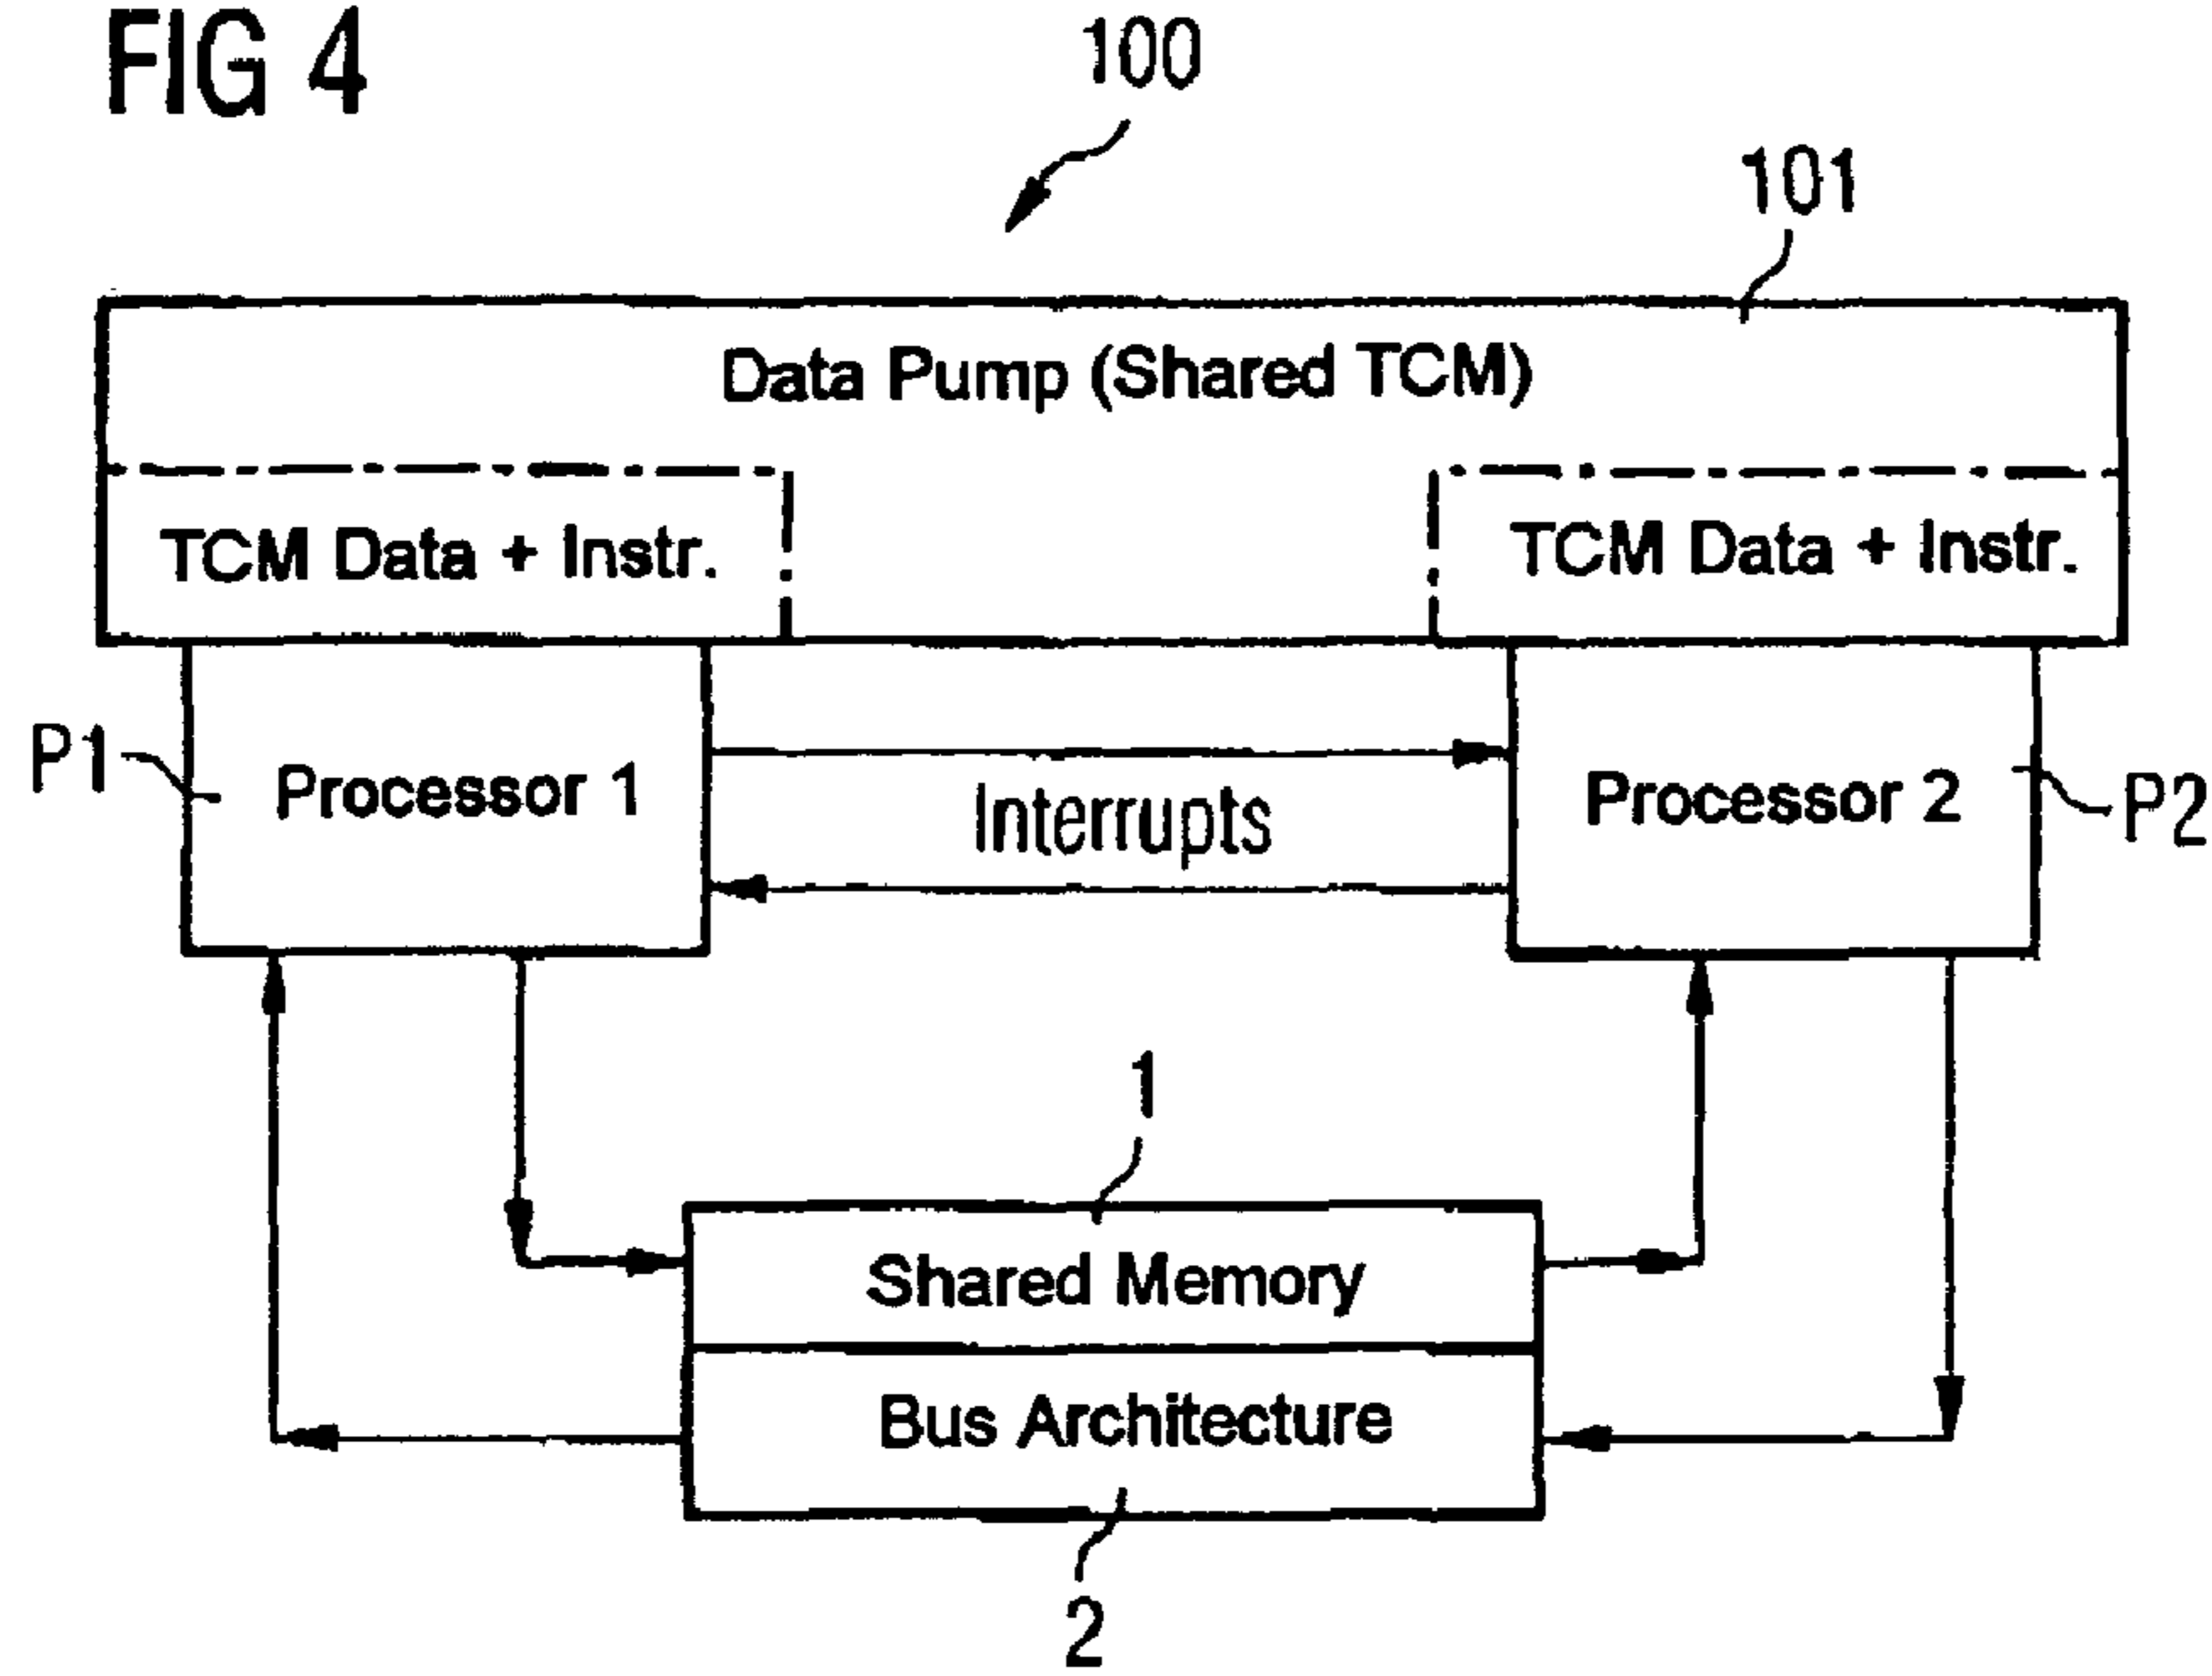 FIG 4
100
101
Data Pump (Shared TCM)
TCM Data + Instr.
TCM Data + Instr.
P1
Processor 1
Interrupts
Processor 2
P2
1
Shared Memory
Bus Architecture
2